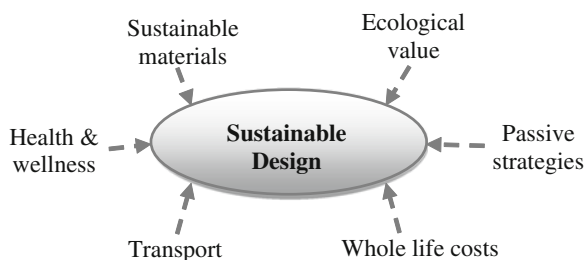 Sustainable
materials
Ecological
value
Health &
wellness
Sustainable
Design
Passive
strategies
Transport
Whole life costs